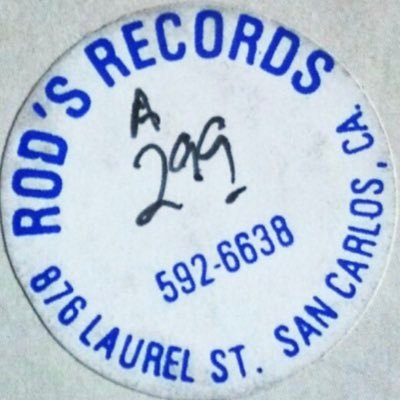 ROD'S RECORDS
A
299
592-6638
876 LAUREL ST. SAN CARLOS, CA.